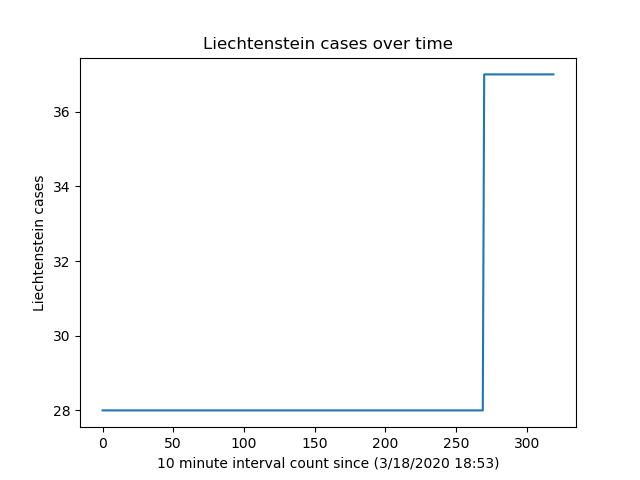 Liechtenstein cases over time
Liechtenstein cases
36
34
32
30
28
0 50 100 150 200 250 300
10 minute interval count since (3/18/2020 18:53)